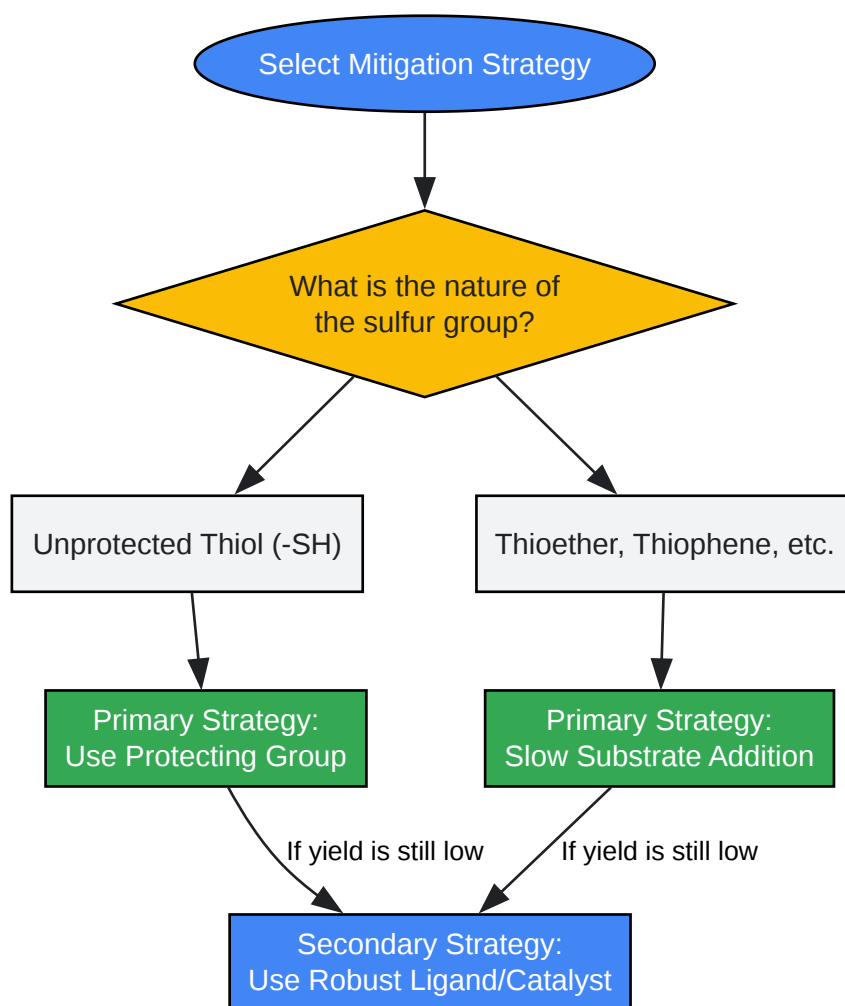 Select Mitigation Strategy
What is the nature of
the sulfur group?
Unprotected Thiol (-SH)
Thioether, Thiophene, etc.
Primary Strategy:
Use Protecting Group
Primary Strategy:
Slow Substrate Addition
If yield is still low
If yield is still low
Secondary Strategy:
Use Robust Ligand/Catalyst